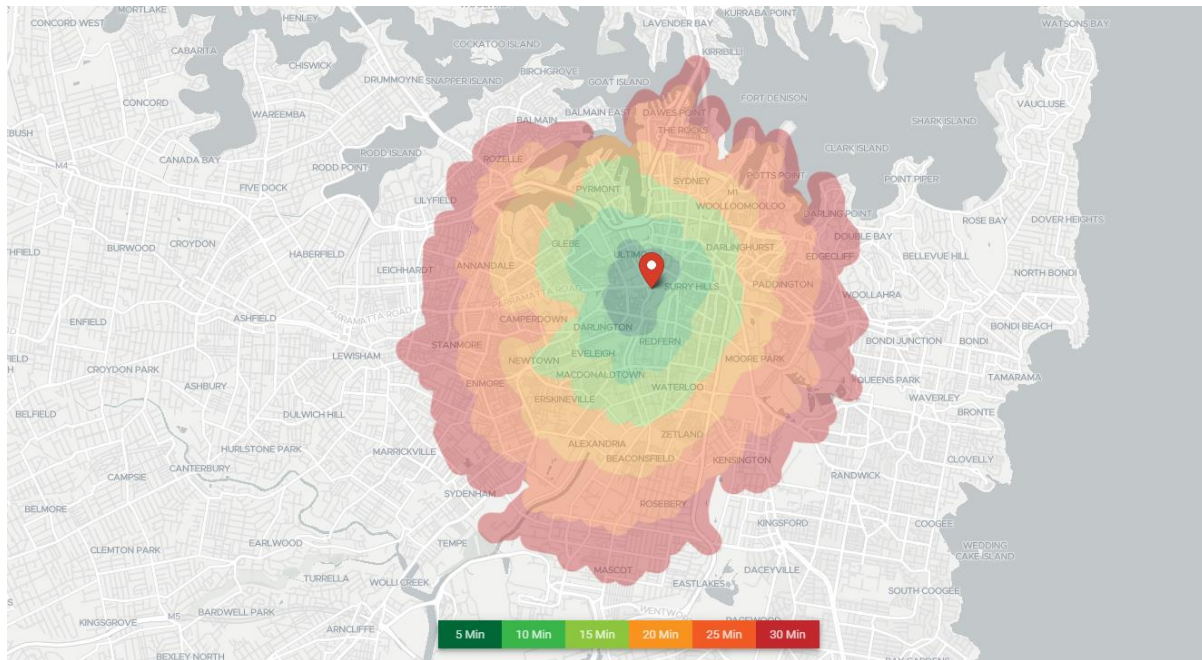 MORTLAKE
HENLEY
LAVENDER BAY
KURRABA POINT
CONCORD WEST
WATSONS BAY
CABARITA
COCKATOO ISLAND
KIRRIBILLI
CHISWICK
BIRCHGROVE
DRUMMOYNE
SNAPPER ISLAND
GOAT ISLAND
FORT DENISON
CONCORD
VAUCLUSE
WAREEMBA
BALMAIN
BALMAIN EAST
DAWES POINT
SHARK ISLAND
BUSH
THE ROCKS
RODD ISLAND
CLARK ISLAND
M4
CANADA BAY
RODD POINT
ROZELLE
POTTS POINT
POINT PIPER
FIVE DOCK
PYRMONT
SYDNEY
M1
LILYFIELD
WOOLLOOMOOLOO
DARLING POINT
ROSE BAY
DOVER HEIGHTS
BURWOOD
CROYDON
GLEBE
DARLINGHURST
DOUBLE BAY
THFIELD
HABERFIELD
ULTIMO
EDGECLIFF
BELLEVUE HILL
LEICHHARDT
ANNANDALE
NORTH BONDI
SURRY HILLS
PADDINGTON
WOOLLAHRA
PARRAMATTA ROAD
PARRAMATTA ROAD
ENFIELD
ASHFIELD
CAMPERDOWN
DARLINGTON
BONDI BEACH
STANMORE
REDFERN
BONDI JUNCTION
BONDI
LEWISHAM
NEWTOWN
EVELEIGH
MOORE PARK
CROYDON PARK
MACDONALDTOWN
TAMARAMA
ASHBURY
ENMORE
WATERLOO
QUEENS PARK
WAVERLEY
BELFIELD
DULWICH HILL
ERSKINEVILLE
BRONTE
ZETLAND
HURLSTONE PARK
MARRICKVILLE
ALEXANDRIA
BEACONSFIELD
KENSINGTON
CLOVELLY
CANTERBURY
RANDWICK
CAMPSIE
SYDENHAM
ROSEBERY
BELMORE
KINGSFORD
COOGEE
EARLWOOD
TEMPE
WEDDING
CAKE ISLAND
CLEMTON PARK
MASCOT
DACEYVILLE
TURRELLA
WOLLI CREEK
EASTLAKES
SOUTH COOGEE
BARDWELL PARK
M5
KINGSGROVE
ARNCLIFFE
BEXLEY NORTH
5 Min
10 Min
15 Min
20 Min
25 Min
30 Min